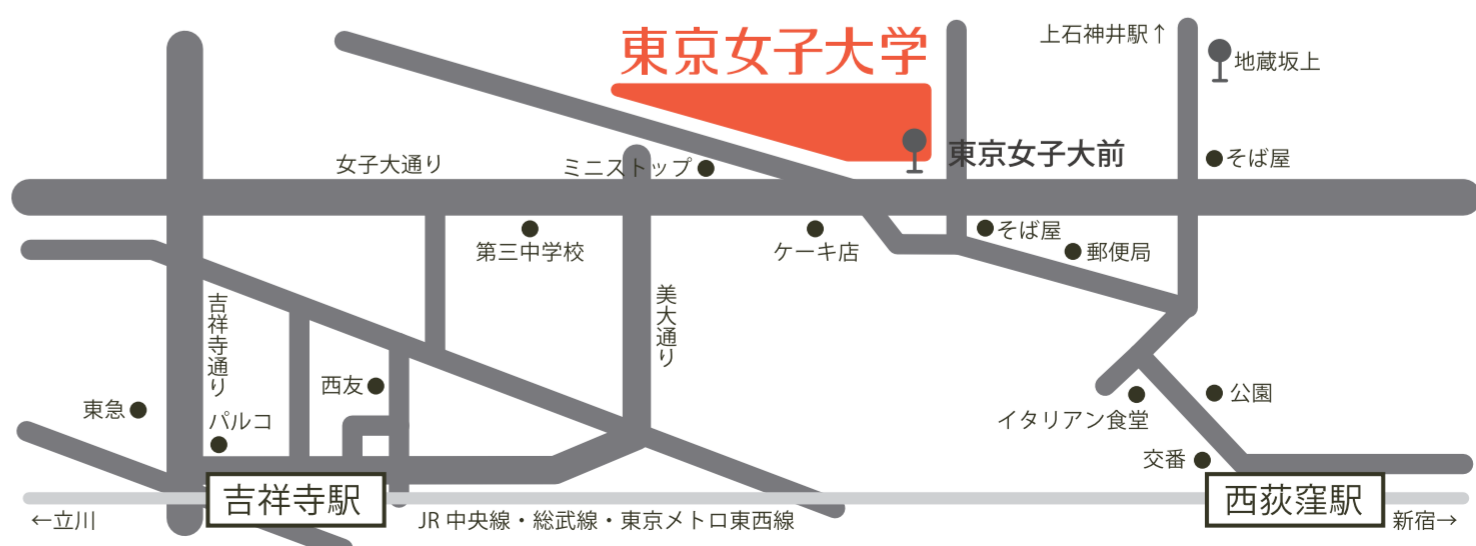 東京女子大学
上石神井駅↑
地蔵坂上
女子大通り
ミニストップ
東京女子大前
そば屋
第三中学校
ケーキ店
そば屋
郵便局
吉祥寺通り
美大通り
東急
パルコ
西友
イタリアン食堂
公園
交番
吉祥寺駅
西荻窪駅
←立川
JR 中央線・総武線・東京メトロ東西線
新宿→